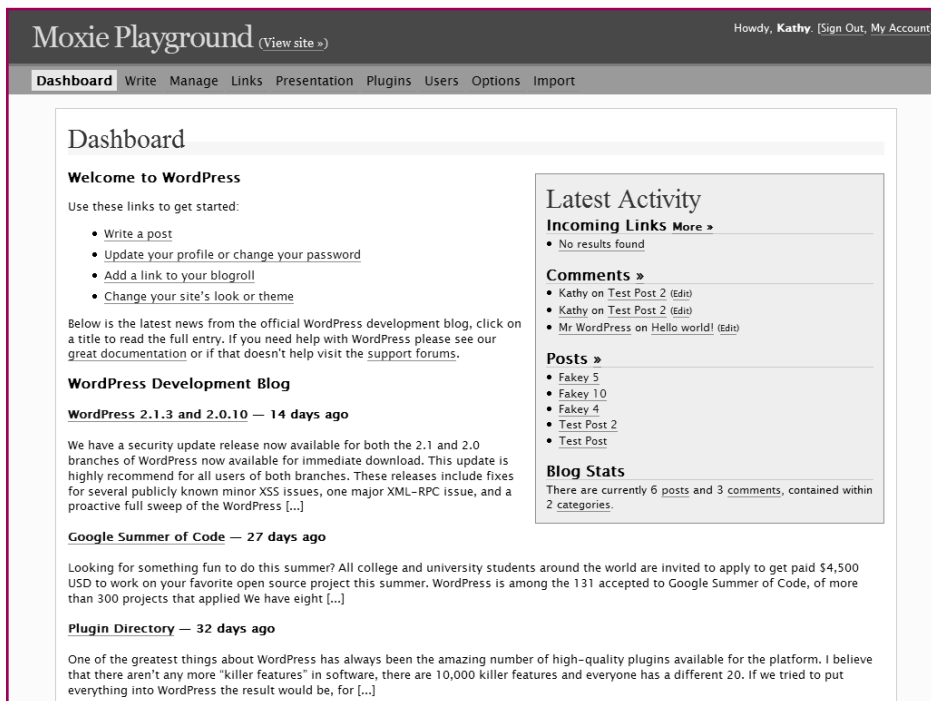 Moxie Playground (View site »)
Howdy, Kathy. [Sign Out, My Account]
Dashboard Write Manage Links Presentation Plugins Users Options Import
Dashboard
Welcome to WordPress
Use these links to get started:
• Write a post
• Update your profile or change your password
• Add a link to your blogroll
• Change your site's look or theme
Below is the latest news from the official WordPress development blog, click on
a title to read the full entry. If you need help with WordPress please see our
great documentation or if that doesn't help visit the support forums.
WordPress Development Blog
WordPress 2.1.3 and 2.0.10 — 14 days ago
We have a security update release now available for both the 2.1 and 2.0
branches of WordPress now available for immediate download. This update is
highly recommend for all users of both branches. These releases include fixes
for several publicly known minor XSS issues, one major XML-RPC issue, and a
proactive full sweep of the WordPress [...]
Latest Activity
Incoming Links More »
• No results found
Comments »
• Kathy on Test Post 2 (Edit)
• Kathy on Test Post 2 (Edit)
• Mr WordPress on Hello world! (Edit)
Posts »
• Fakey 5
• Fakey 10
• Fakey 4
• Test Post 2
• Test Post
Blog Stats
There are currently 6 posts and 3 comments, contained within
2 categories.
Google Summer of Code — 27 days ago
Looking for something fun to do this summer? All college and university students around the world are invited to apply to get paid $4,500
USD to work on your favorite open source project this summer. WordPress is among the 131 accepted to Google Summer of Code, of more
than 300 projects that applied We have eight [...]
Plugin Directory — 32 days ago
One of the greatest things about WordPress has always been the amazing number of high-quality plugins available for the platform. I believe
that there aren't any more "killer features" in software, there are 10,000 killer features and everyone has a different 20. If we tried to put
everything into WordPress the result would be, for [...]